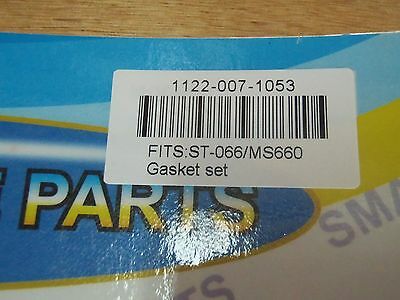 1122-007-1053
FITS:ST-066/MS660
Gasket set
PARTS